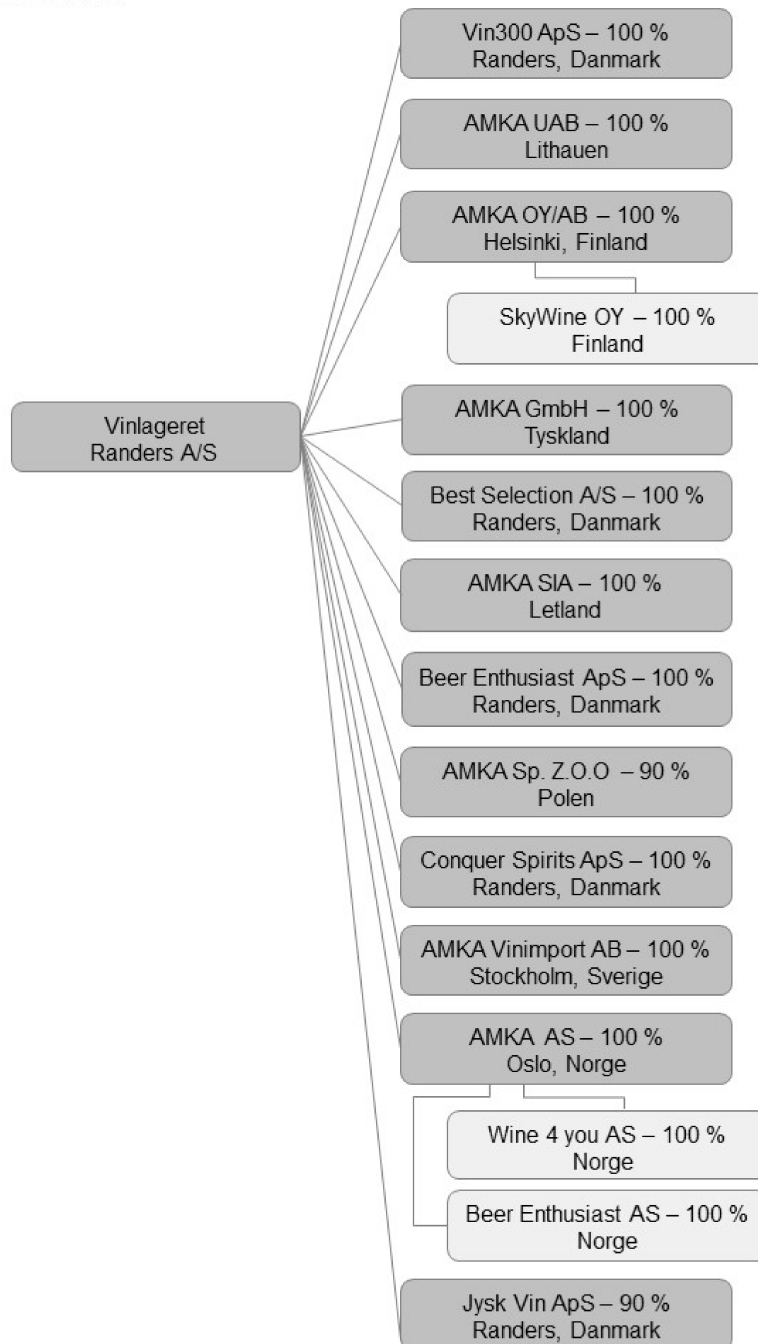 Vin300 ApS – 100 %
Randers, Danmark
AMKA UAB – 100 %
Lithauen
AMKA OY/AB – 100 %
Helsinki, Finland
SkyWine OY – 100 %
Finland
Vinlageret
Randers A/S
AMKA GmbH – 100 %
Tyskland
Best Selection A/S – 100 %
Randers, Danmark
AMKA SIA – 100 %
Letland
Beer Enthusiast ApS – 100 %
Randers, Danmark
AMKA Sp. Z.O.O – 90 %
Polen
Conquer Spirits ApS – 100 %
Randers, Danmark
AMKA Vinimport AB – 100 %
Stockholm, Sverige
AMKA AS – 100 %
Oslo, Norge
Wine 4 you AS – 100 %
Norge
Beer Enthusiast AS – 100 %
Norge
Jysk Vin ApS – 90 %
Randers, Danmark